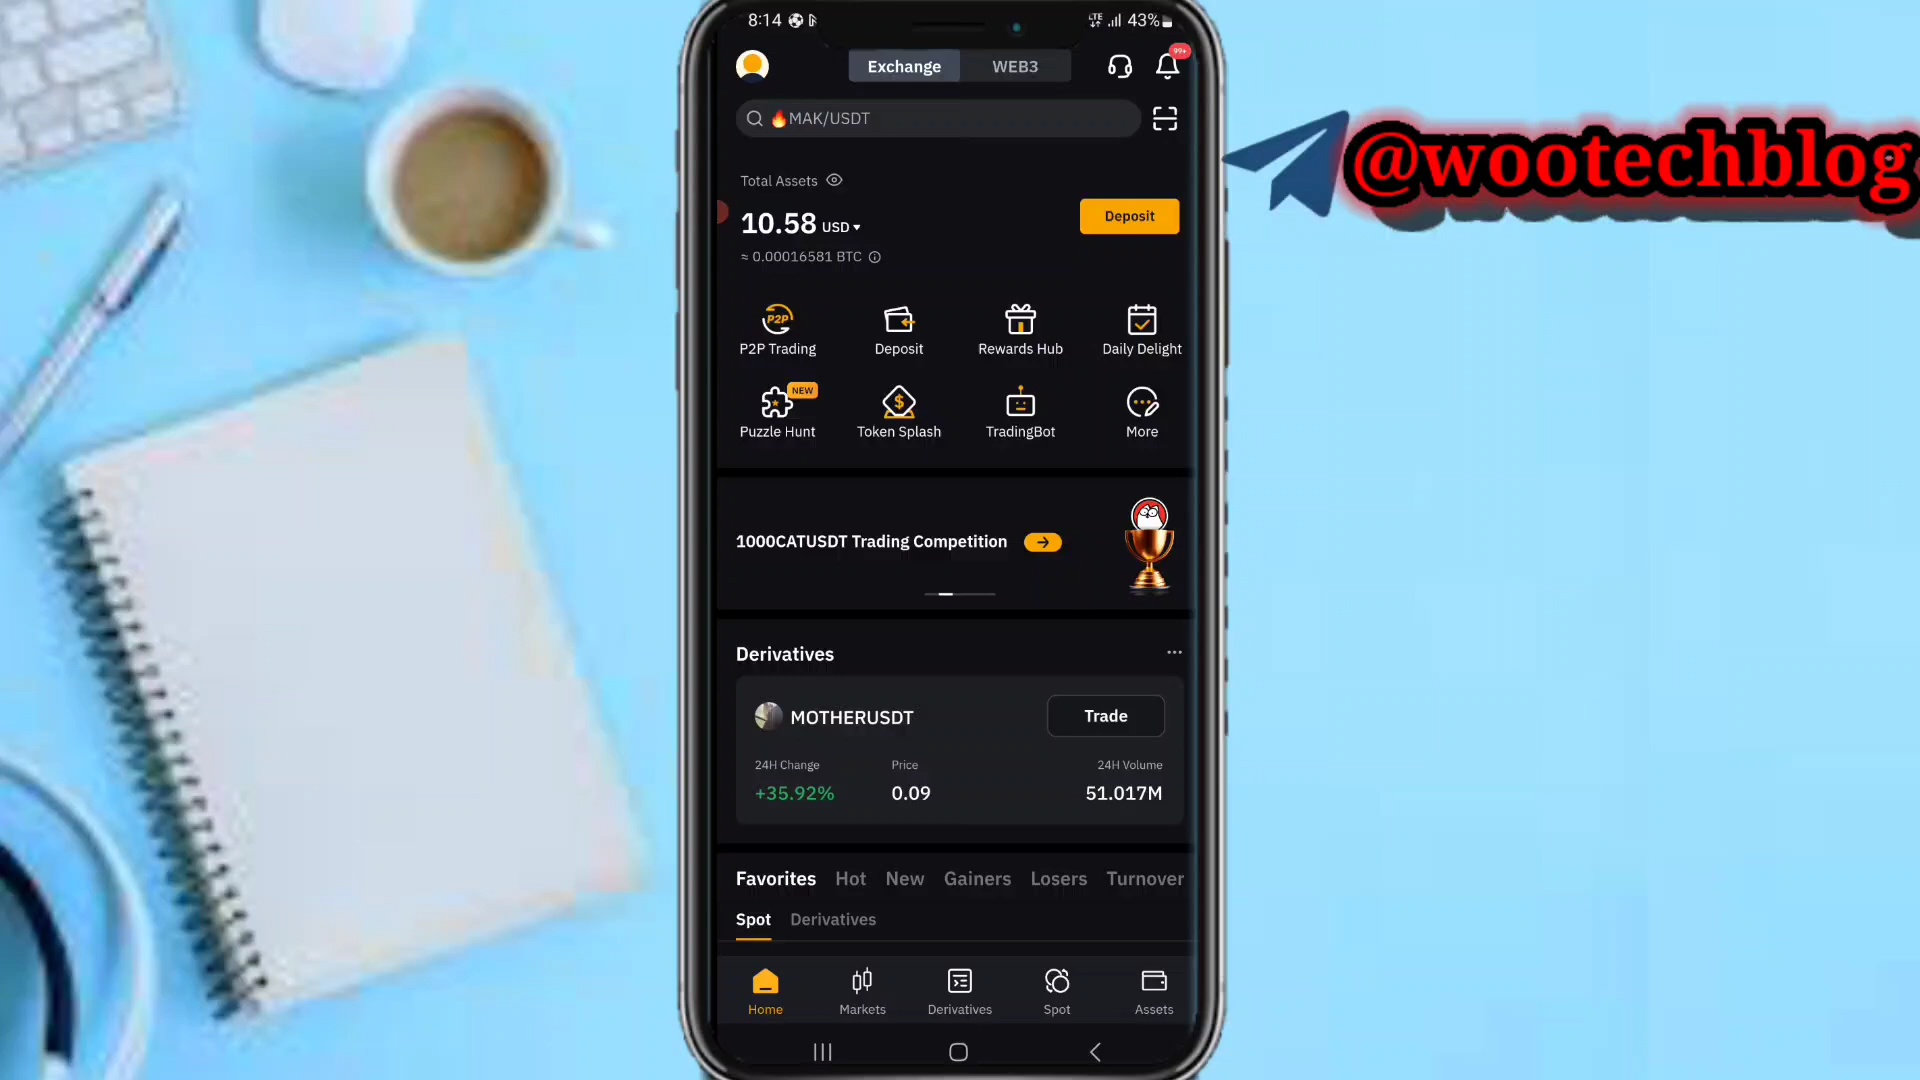 8:14
LTE
43%
Exchange
WEB3
99+
🔥MAK/USDT
Total Assets
10.58 USD
Deposit
≈ 0.00016581 BTC
P2P
P2P Trading
Deposit
Rewards Hub
Daily Delight
NEW
Puzzle Hunt
Token Splash
TradingBot
More
1000CATUSDT Trading Competition
Derivatives
MOTHERUSDT
Trade
24H Change
Price
24H Volume
+35.92%
0.09
51.017M
Favorites
Hot
New
Gainers
Losers
Turnover
Spot
Derivatives
Home
Markets
Derivatives
Spot
Assets
@wootechblog